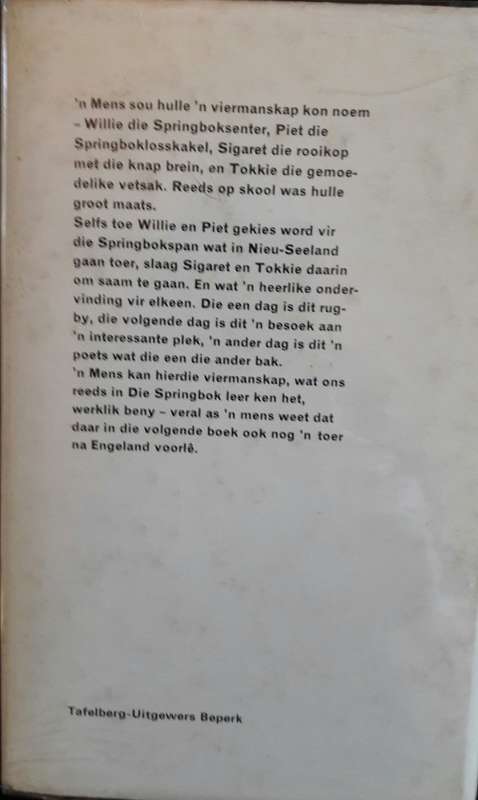 'n Mens sou hulle 'n viermanskap kon noem
– Willie die Springboksenter, Piet die
Springboklosskakel, Sigaret die rooikop
met die knap brein, en Tokkie die gemoe-
delike vetsak. Reeds op skool was hulle
groot maats.
Selfs toe Willie en Piet gekies word vir
die Springbokspan wat in Nieu-Seeland
gaan toer, slaag Sigaret en Tokkie daarin
om saam te gaan. En wat 'n heerlike onder-
vinding vir elkeen. Die een dag is dit rug-
by, die volgende dag is dit 'n besoek aan
'n interessante plek, 'n ander dag is dit 'n
poets wat die een die ander bak.
'n Mens kan hierdie viermanskap, wat ons
reeds in Die Springbok leer ken het,
werklik beny – veral as 'n mens weet dat
daar in die volgende boek ook nog 'n toer
na Engeland voorlê.
Tafelberg-Uitgewers Beperk